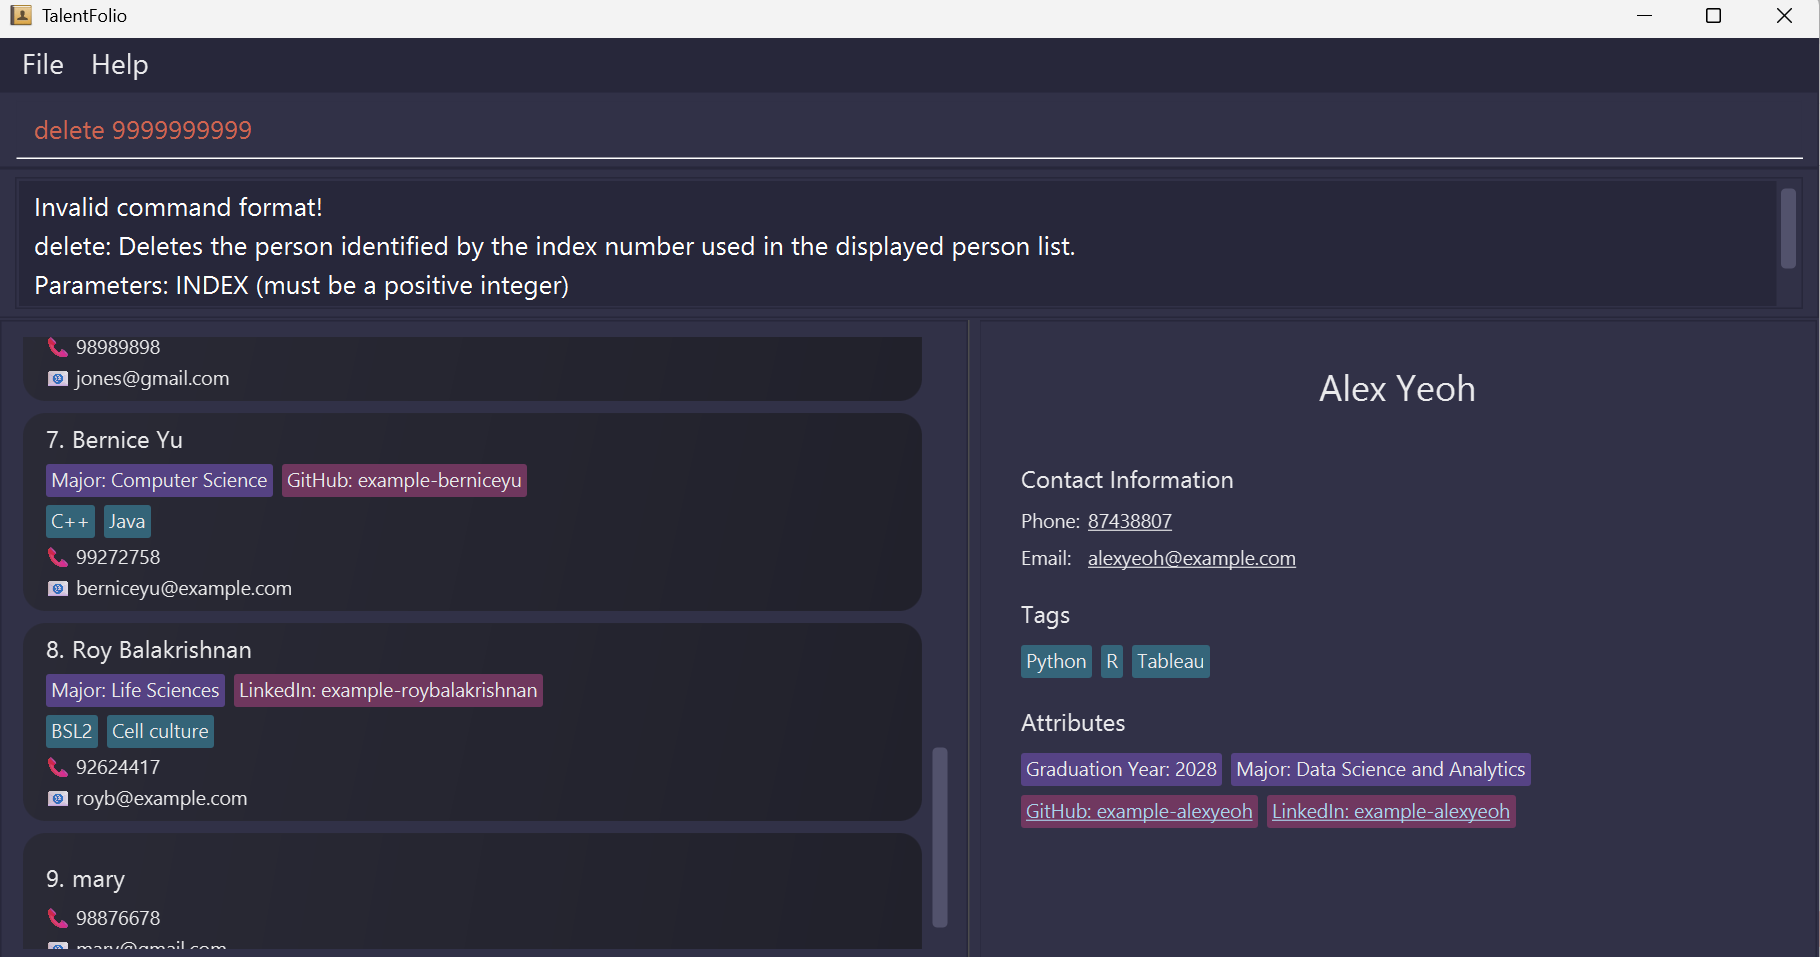 TalentFolio
File Help
delete 9999999999
Invalid command format!
delete: Deletes the person identified by the index number used in the displayed person list.
Parameters: INDEX (must be a positive integer)
98989898
jones@gmail.com
7. Bernice Yu
Major: Computer Science GitHub: example-berniceyu
C++ Java
99272758
berniceyu@example.com
8. Roy Balakrishnan
Major: Life Sciences LinkedIn: example-roybalakrishnan
BSL2 Cell culture
92624417
royb@example.com
9. mary
98876678
mary@gmail.com
Alex Yeoh
Contact Information
Phone: 87438807
Email: alexyeoh@example.com
Tags
Python R Tableau
Attributes
Graduation Year: 2028 Major: Data Science and Analytics
GitHub: example-alexyeoh LinkedIn: example-alexyeoh